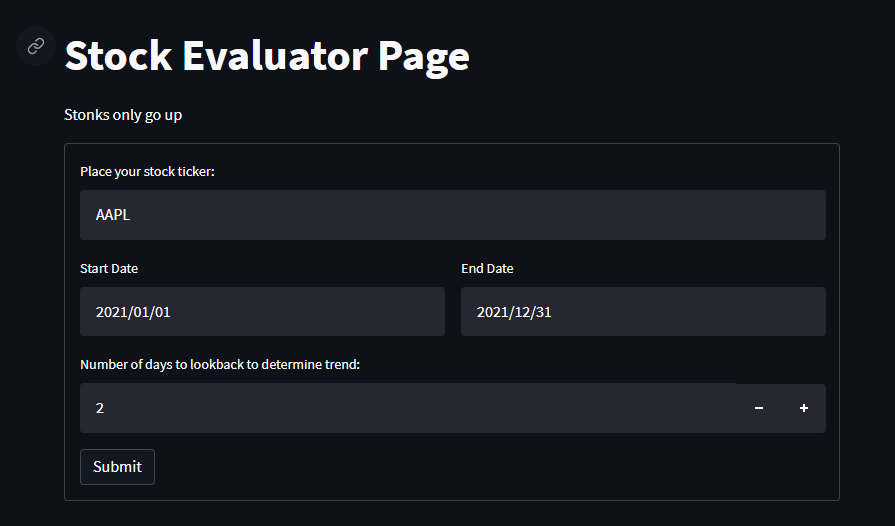 Stock Evaluator Page
Stonks only go up
Place your stock ticker:
AAPL
Start Date
End Date
2021/01/01
2021/12/31
Number of days to lookback to determine trend:
2
Submit